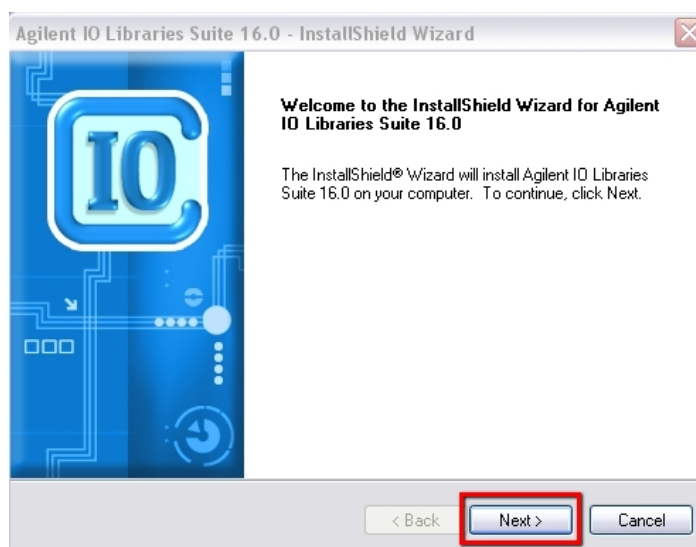 Agilent IO Libraries Suite 16.0 - InstallShield Wizard
IO
Welcome to the InstallShield Wizard for Agilent
IO Libraries Suite 16.0
The InstallShield® Wizard will install Agilent IO Libraries
Suite 16.0 on your computer. To continue, click Next.
< Back Next > Cancel